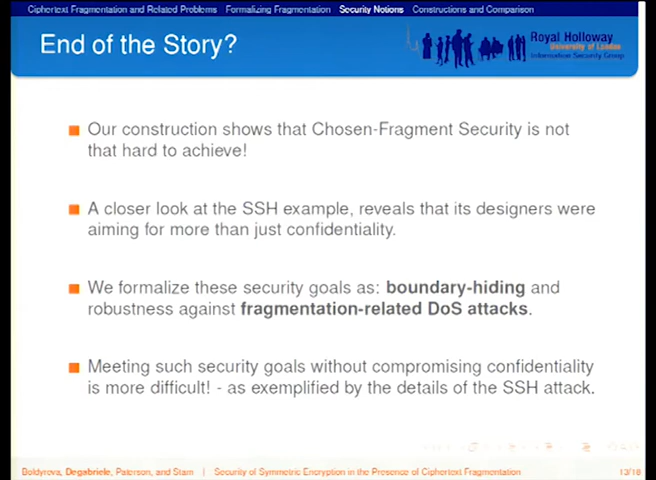 Ciphertext Fragmentation and Related Problems Formalizing Fragmentation Security Notions Constructions and Comparison
End of the Story?
Royal Holloway
University of London
Information Security Group
Our construction shows that Chosen-Fragment Security is not
that hard to achieve!
A closer look at the SSH example, reveals that its designers were
aiming for more than just confidentiality.
We formalize these security goals as: boundary-hiding and
robustness against fragmentation-related DoS attacks.
Meeting such security goals without compromising confidentiality
is more difficult! - as exemplified by the details of the SSH attack.
Boldyreva, Degabriele, Paterson, and Stam | Security of Symmetric Encryption in the Presence of Ciphertext Fragmentation 13/18